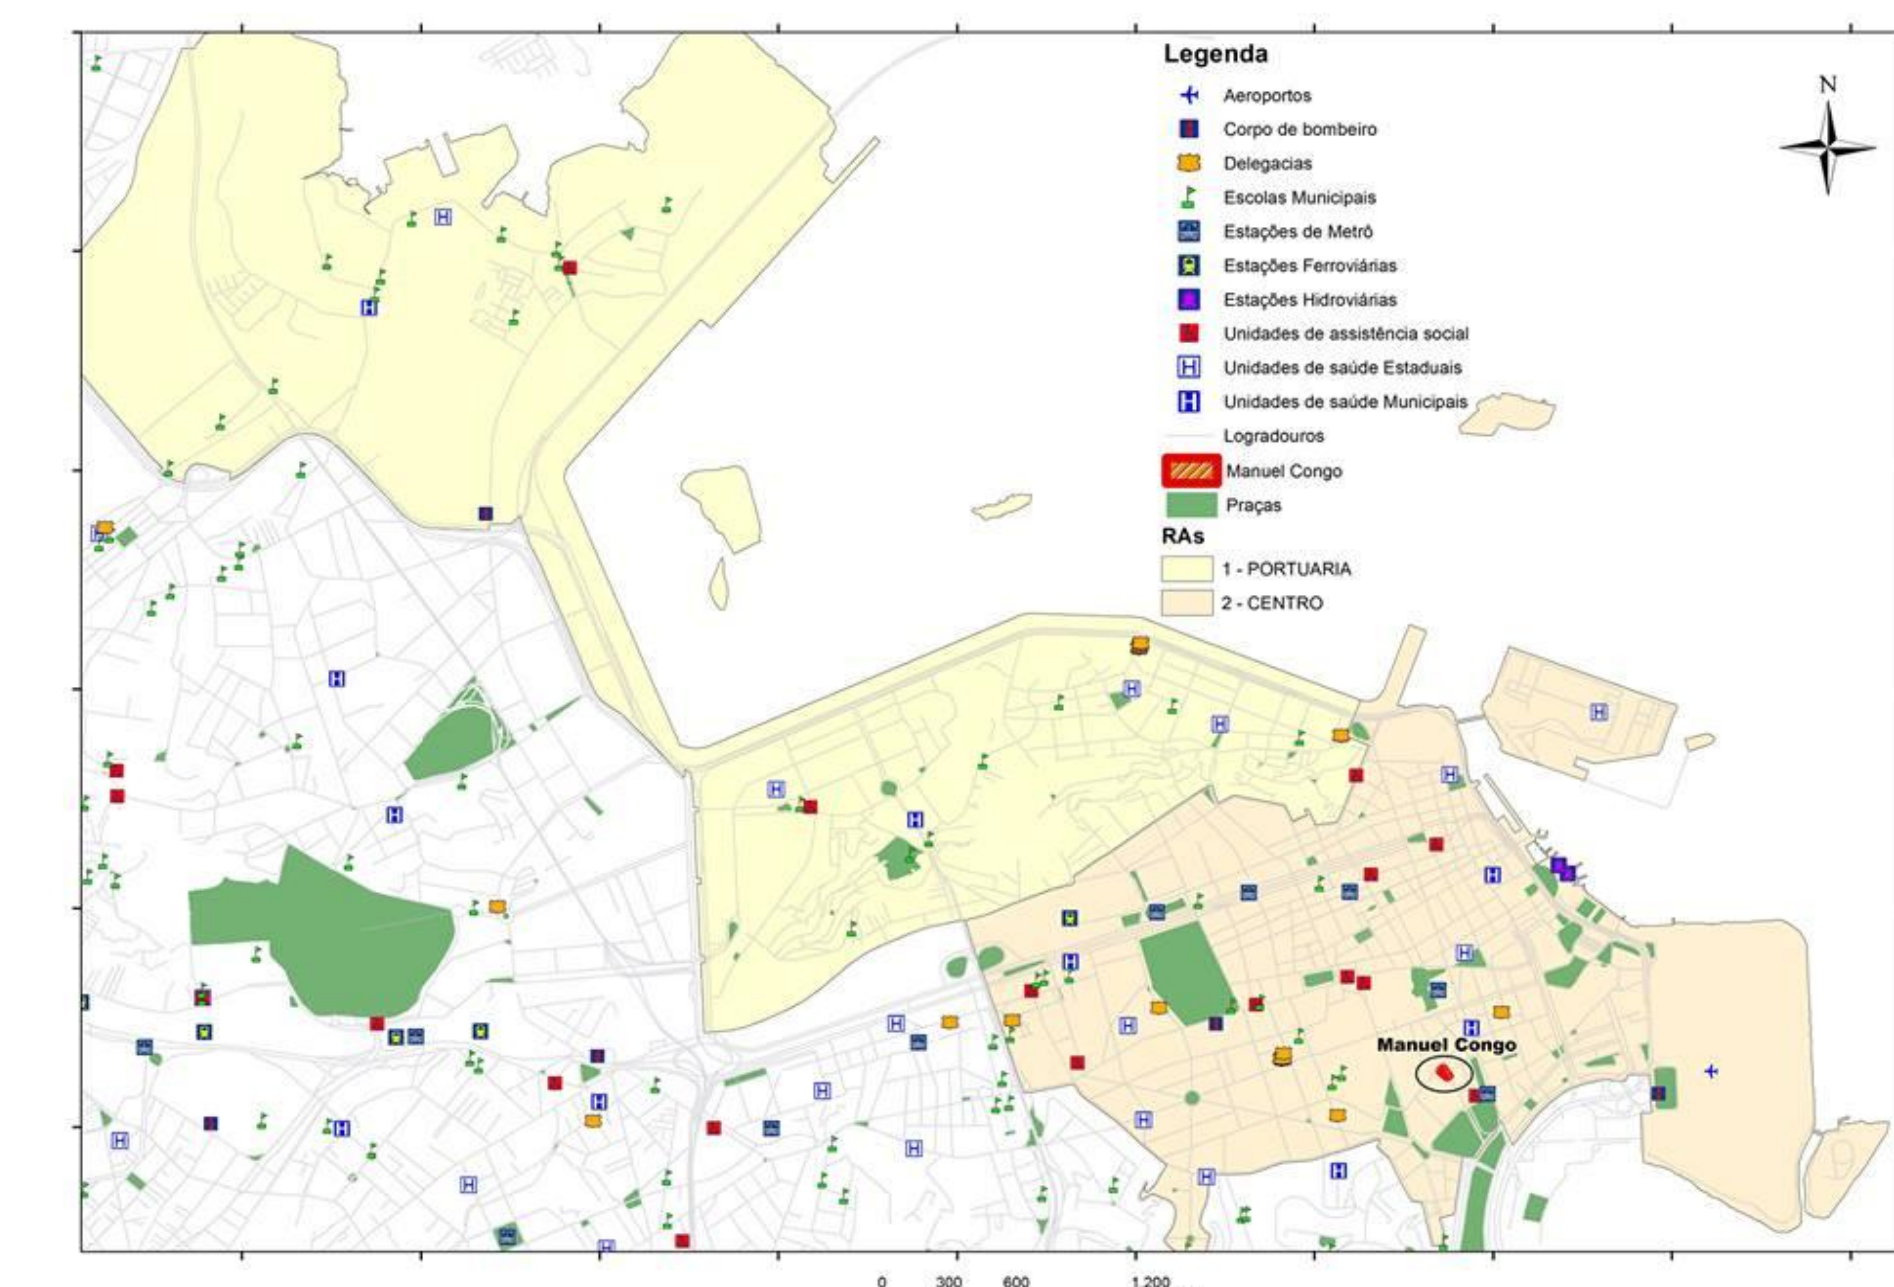 Legenda
N
Aeroportos
Corpo de bombeiro
Delegacias
Escolas Municipais
Estações de Metrô
Estações Ferroviárias
Estações Hidroviárias
Unidades de assistência social
H Unidades de saúde Estaduais
H Unidades de saúde Municipais
Logradouros
Manuel Congo
Praças
RAs
1 - PORTUARIA
2 - CENTRO
Manuel Congo
0 300 600 1.200